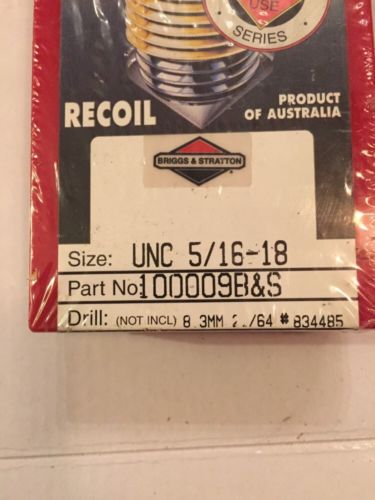 USE
SERIES
RECOIL
PRODUCT
OF AUSTRALIA
BRIGGS & STRATTON
Size: UNC 5/16-18
Part No: 100009B&S
Drill: (NOT INCL) 8.3MM /64 # 834485